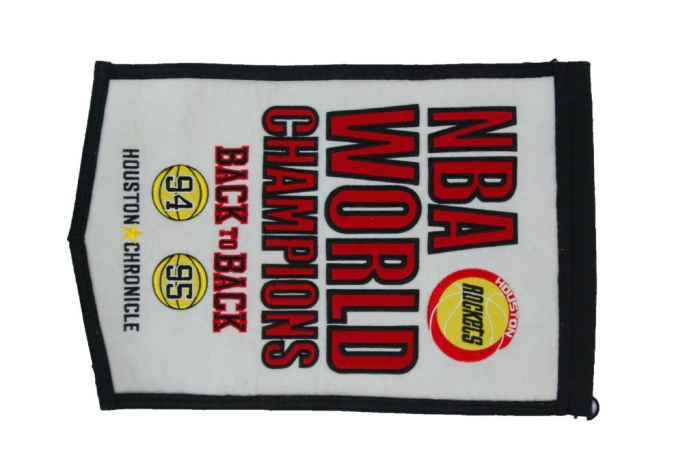 HOUSTON
ROCKETS
NBA
WORLD
CHAMPIONS
BACK TO BACK
94 95
HOUSTON CHRONICLE